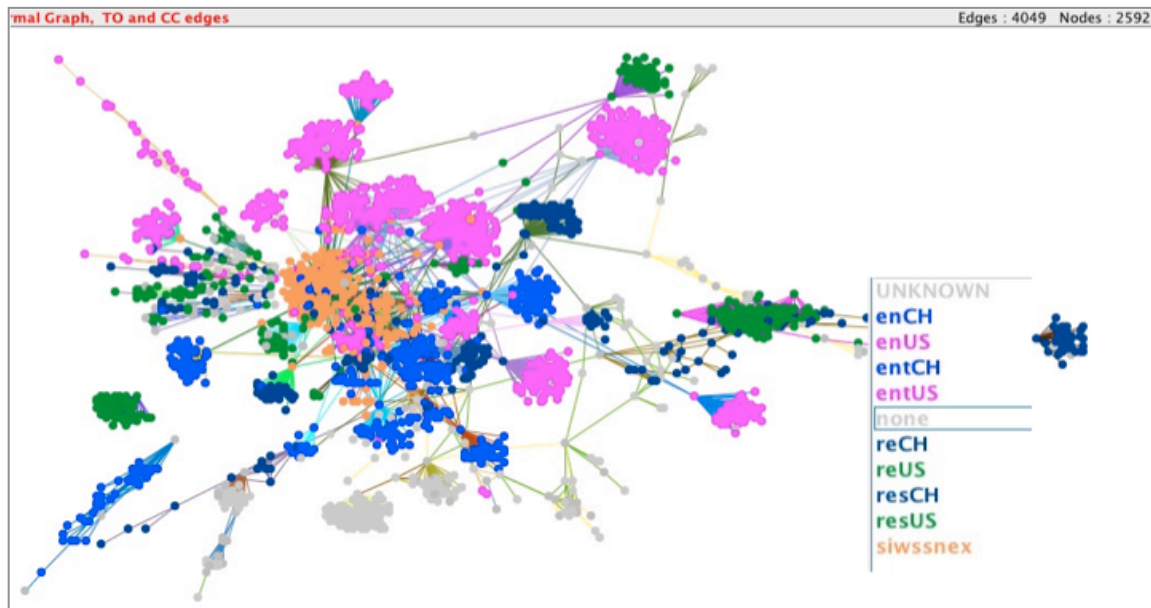 rmal Graph, TO and CC edges Edges : 4049 Nodes : 2592
UNKNOWN
enCH
enUS
entCH
entUS
none
reCH
reUS
resCH
resUS
siwssnex